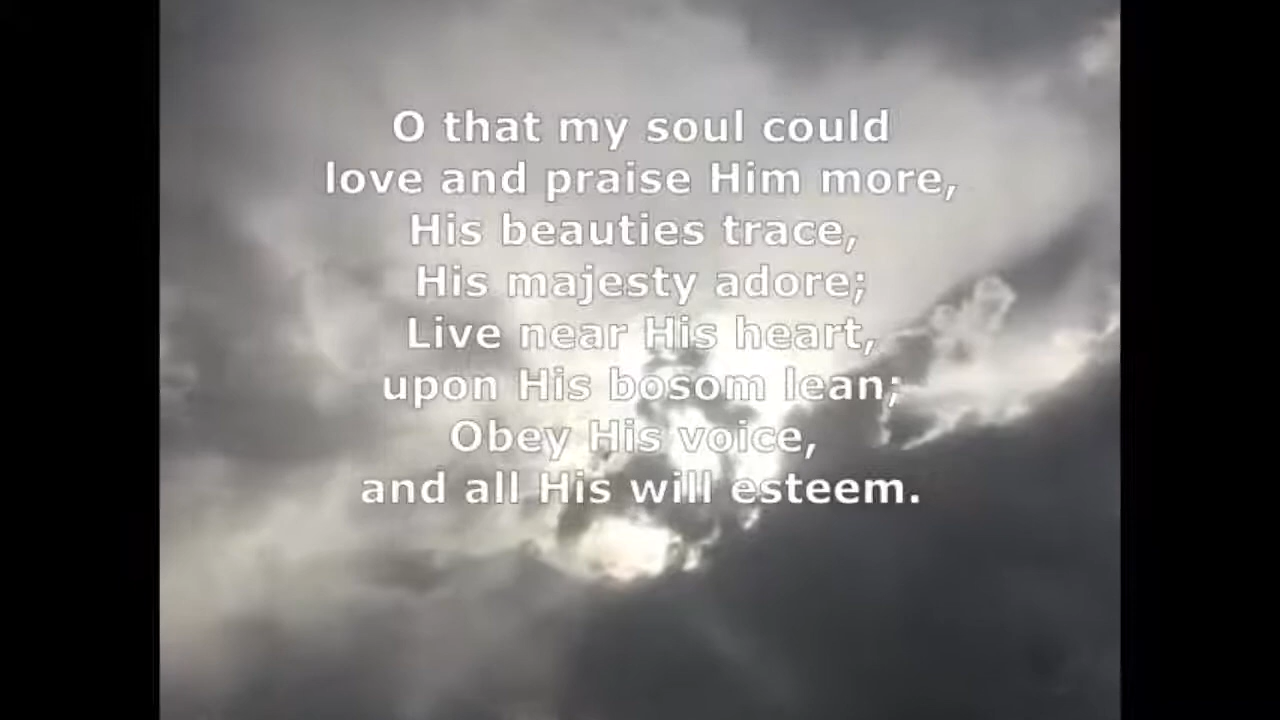 O that my soul could
love and praise Him more,
His beauties trace,
His majesty adore;
Live near His heart,
upon His bosom lean;
Obey His voice,
and all His will esteem.